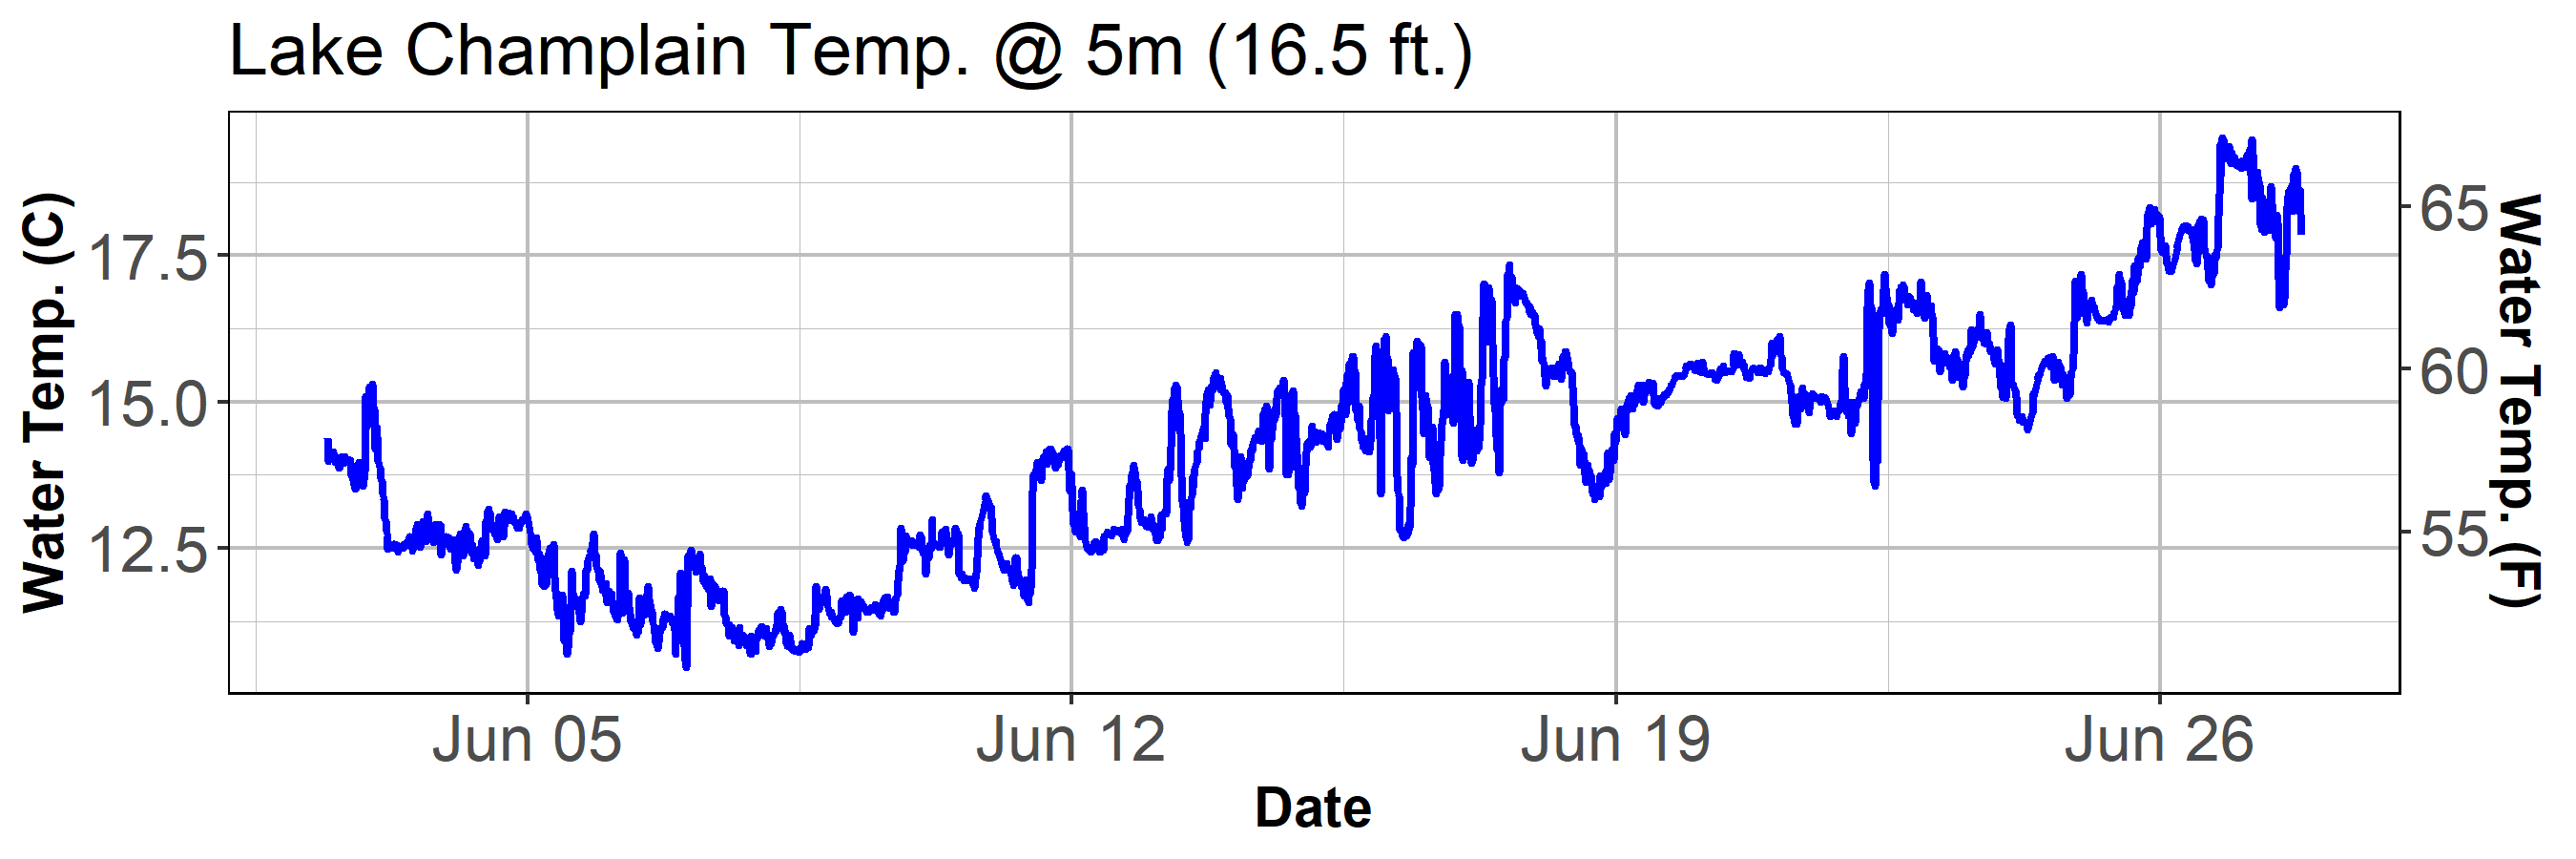 Lake Champlain Temp. @ 5m (16.5 ft.)
Water Temp. (C)
17.5
15.0
12.5
65
60
55
Water Temp. (F)
Jun 05 Jun 12 Jun 19 Jun 26
Date